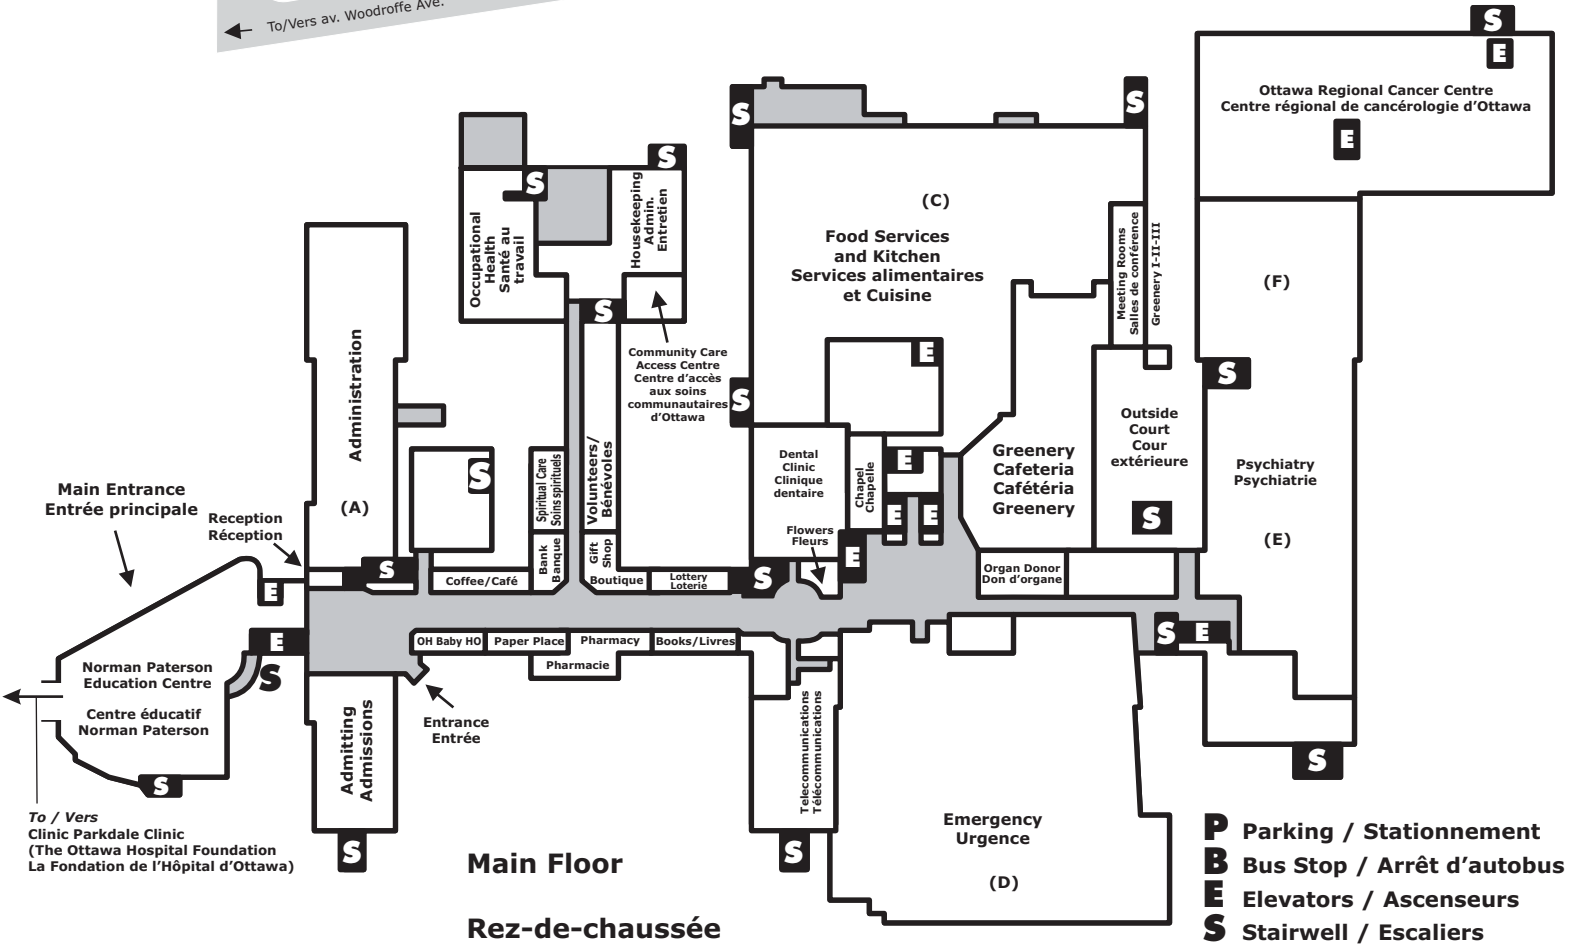 To/Vers av. Woodroffe Ave.
S
E
Ottawa Regional Cancer Centre
Centre régional de cancérologie d'Ottawa
E
S
S
S
S
(C)
Food Services
and Kitchen
Services alimentaires
et Cuisine
Occupational
Health
Santé au
travail
Housekeeping
Admin.
Entretien
Meeting Rooms
Salles de conférence
Greenery I-II-III
(F)
S
Community Care
Access Centre
Centre d'accès
aux soins
communautaires
d'Ottawa
E
S
S
Administration
(A)
Outside
Court
Cour
extérieure
S
Greenery
Cafeteria
Cafétéria
Greenery
Psychiatry
Psychiatrie
(E)
Dental
Clinic
Clinique
dentaire
Chapel
Chapelle
E
E
E
E
S
Spiritual Care
Soins spirituels
Volunteers/
Bénévoles
Main Entrance
Entrée principale
Reception
Réception
Flowers
Fleurs
Bank
Banque
Gift
Shop
Boutique
S
Coffee/Café
Lottery
Loterie
S
Organ Donor
Don d'organe
E
E
S
OH Baby HO
Paper Place
Pharmacy
Pharmacie
Books/Livres
S
E
Norman Paterson
Education Centre
Centre éducatif
Norman Paterson
S
Entrance
Entrée
Admitting
Admissions
S
Telecommunications
Télécommunications
S
S
Emergency
Urgence
(D)
To / Vers
Clinic Parkdale Clinic
(The Ottawa Hospital Foundation
La Fondation de l'Hôpital d'Ottawa)
Main Floor
Rez-de-chaussée
P Parking / Stationnement
B Bus Stop / Arrêt d'autobus
E Elevators / Ascenseurs
S Stairwell / Escaliers